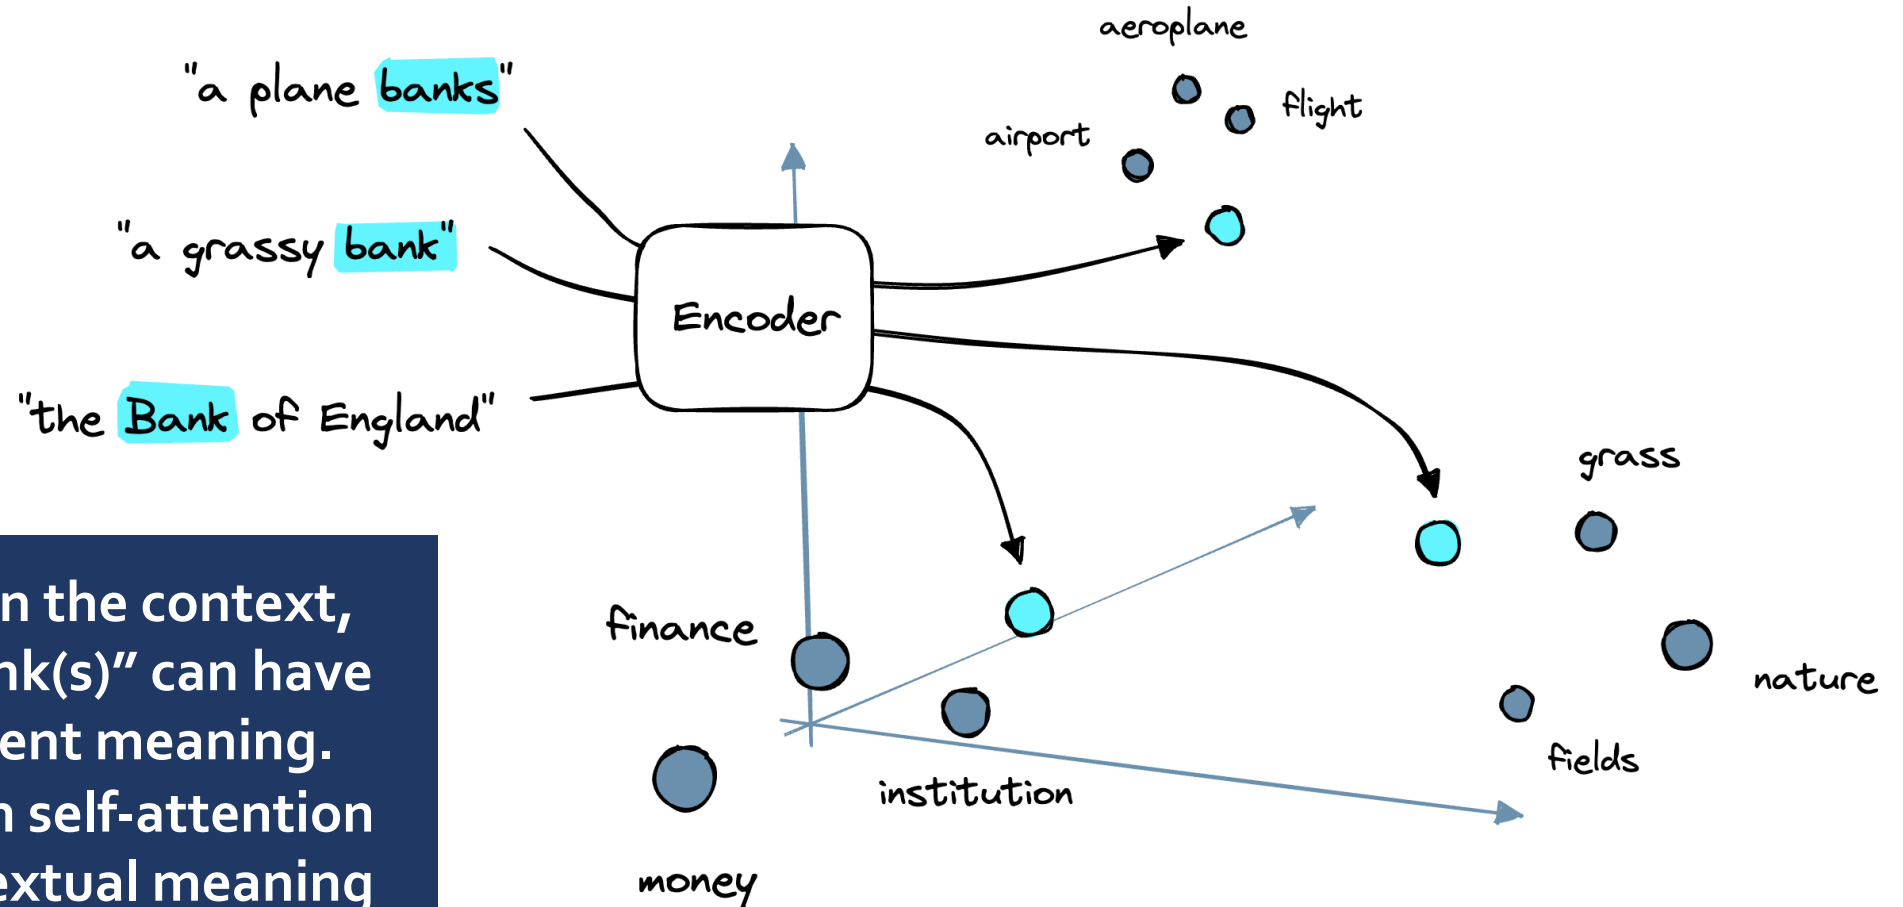 "a plane banks"
"a grassy bank"
"the Bank of England"
Encoder
aeroplane
flight
airport
grass
nature
fields
finance
institution
money
n the context,
nk(s)" can have
ent meaning.
n self-attention
extual meaning